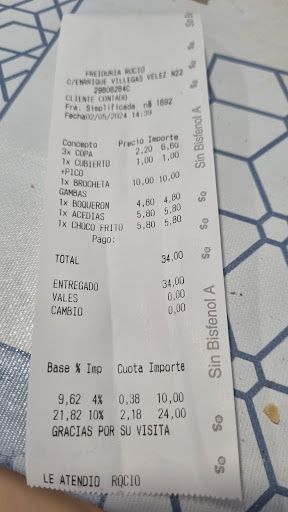 FREIDURIA ROCIO
C/ENRRIQUE VILLEGAS VELEZ N22
29808284C
CLIENTE CONTADO
Fra. Simplificada nº 1692
Fecha02/05/2024 14:39
Concepto Precio Importe
3x COPA 2,20 6,60
1x CUBIERTO 1,00 1,00
+PICO
1x BROCHETA 10,00 10,00
GAMBAS
1x BOQUERON 4,80 4,80
1x ACEDIAS 5,80 5,80
1x CHOCO FRITO 5,80 5,80
Pago:
TOTAL 34,00
ENTREGADO 34,00
VALES 0,00
CAMBIO 0,00
Base % Imp Cuota Importe
9,62 4% 0,38 10,00
21,82 10% 2,18 24,00
GRACIAS POR SU VISITA
LE ATENDIO ROCIO
Sin Bisfenol A
Sin Bisfenol A